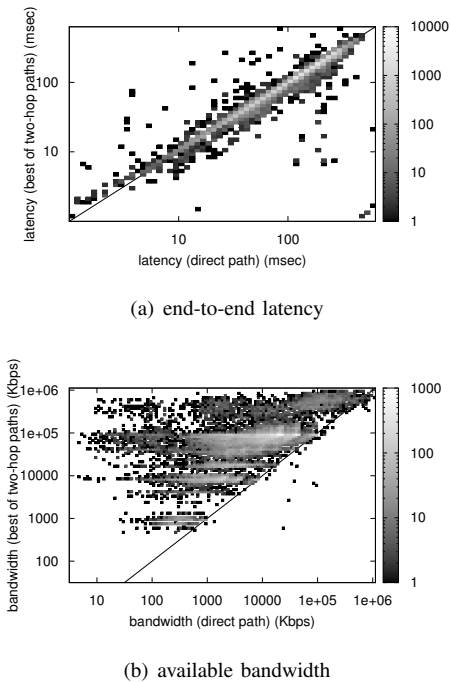 latency (best of two-hop paths) (msec)
100
10
10
100
latency (direct path) (msec)
10000
1000
100
10
1
(a) end-to-end latency
bandwidth (best of two-hop paths) (Kbps)
1e+06
1e+05
10000
1000
100
10
100
1000
10000
1e+05
1e+06
bandwidth (direct path) (Kbps)
1000
100
10
1
(b) available bandwidth